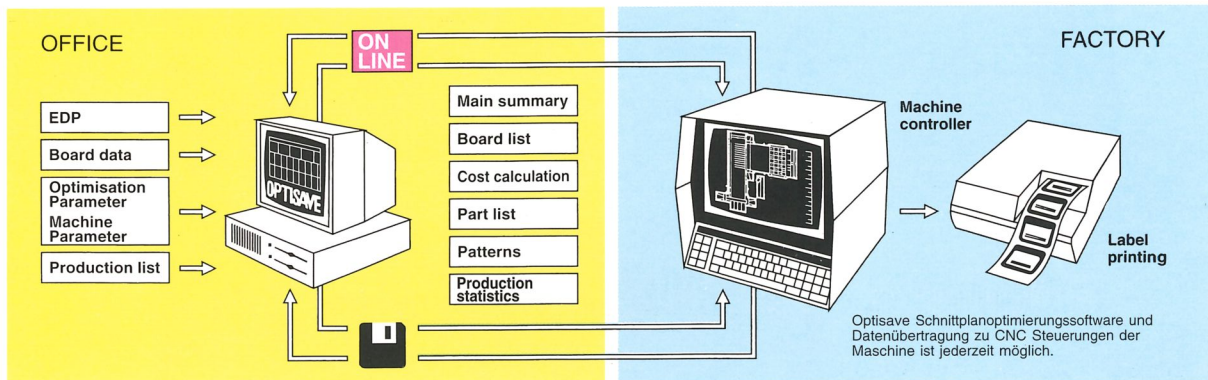 OFFICE
ON
LINE
FACTORY
EDP
Board data
Optimisation
Parameter
Machine
Parameter
Production list
OPTISAVE
Main summary
Board list
Cost calculation
Part list
Patterns
Production
statistics
Machine
controller
Label
printing
Optisave Schnittplanoptimierungssoftware und
Datenübertragung zu CNC Steuerungen der
Maschine ist jederzeit möglich.